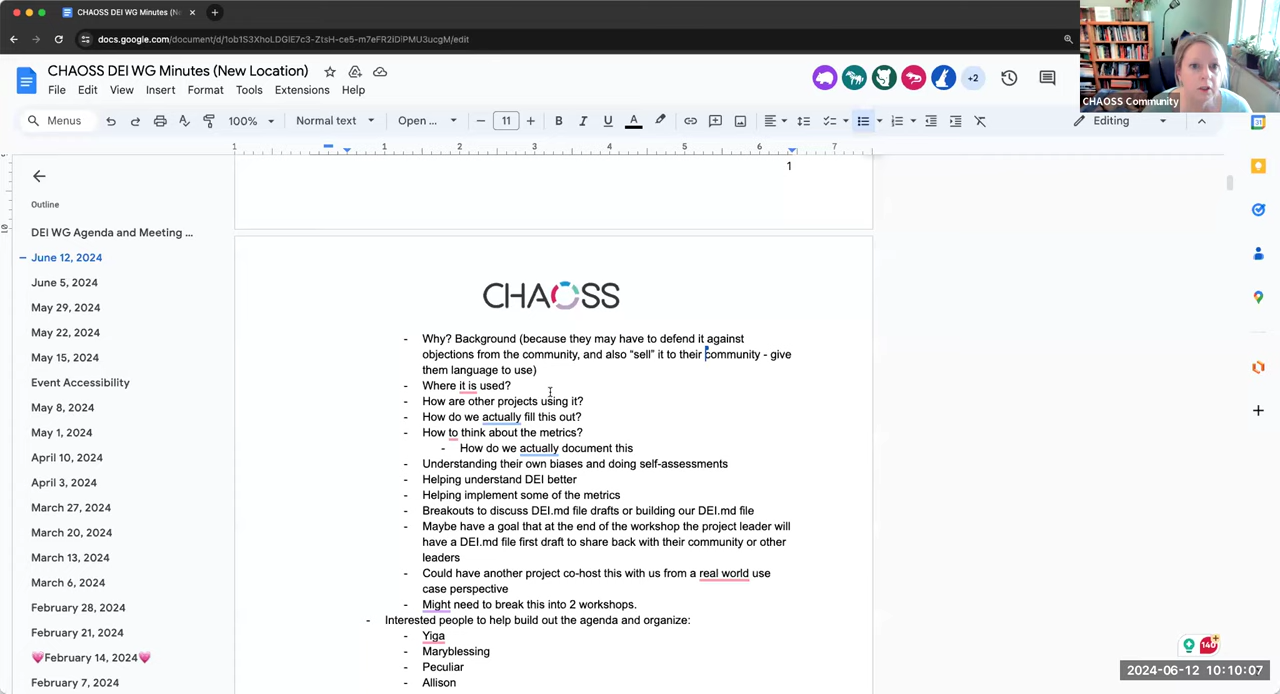 CHAOSS DEI WG Minutes (N
docs.google.com/document/d/1ob1S3XhoLDGlE7c3-ZtsH-ce5-m7eFR2iDiPMU3ucgM/edit
CHAOSS DEI WG Minutes (New Location)
File Edit View Insert Format Tools Extensions Help
+2
CHAOSS Community
Menus 100% Normal text Open ... 11 B I U A Editing
1 1 2 3 4 5 6 7
1
Outline
DEI WG Agenda and Meeting ...
June 12, 2024
June 5, 2024
May 29, 2024
May 22, 2024
May 15, 2024
Event Accessibility
May 8, 2024
May 1, 2024
April 10, 2024
April 3, 2024
March 27, 2024
March 20, 2024
March 13, 2024
March 6, 2024
February 28, 2024
February 21, 2024
💗February 14, 2024💗
February 7, 2024
CHAOSS
- Why? Background (because they may have to defend it against
objections from the community, and also “sell” it to their community - give
them language to use)
- Where it is used?
- How are other projects using it?
- How do we actually fill this out?
- How to think about the metrics?
- How do we actually document this
- Understanding their own biases and doing self-assessments
- Helping understand DEI better
- Helping implement some of the metrics
- Breakouts to discuss DEI.md file drafts or building our DEI.md file
- Maybe have a goal that at the end of the workshop the project leader will
have a DEI.md file first draft to share back with their community or other
leaders
- Could have another project co-host this with us from a real world use
case perspective
- Might need to break this into 2 workshops.
- Interested people to help build out the agenda and organize:
- Yiga
- Maryblessing
- Peculiar
- Allison
140
2024-06-12 10:10:07